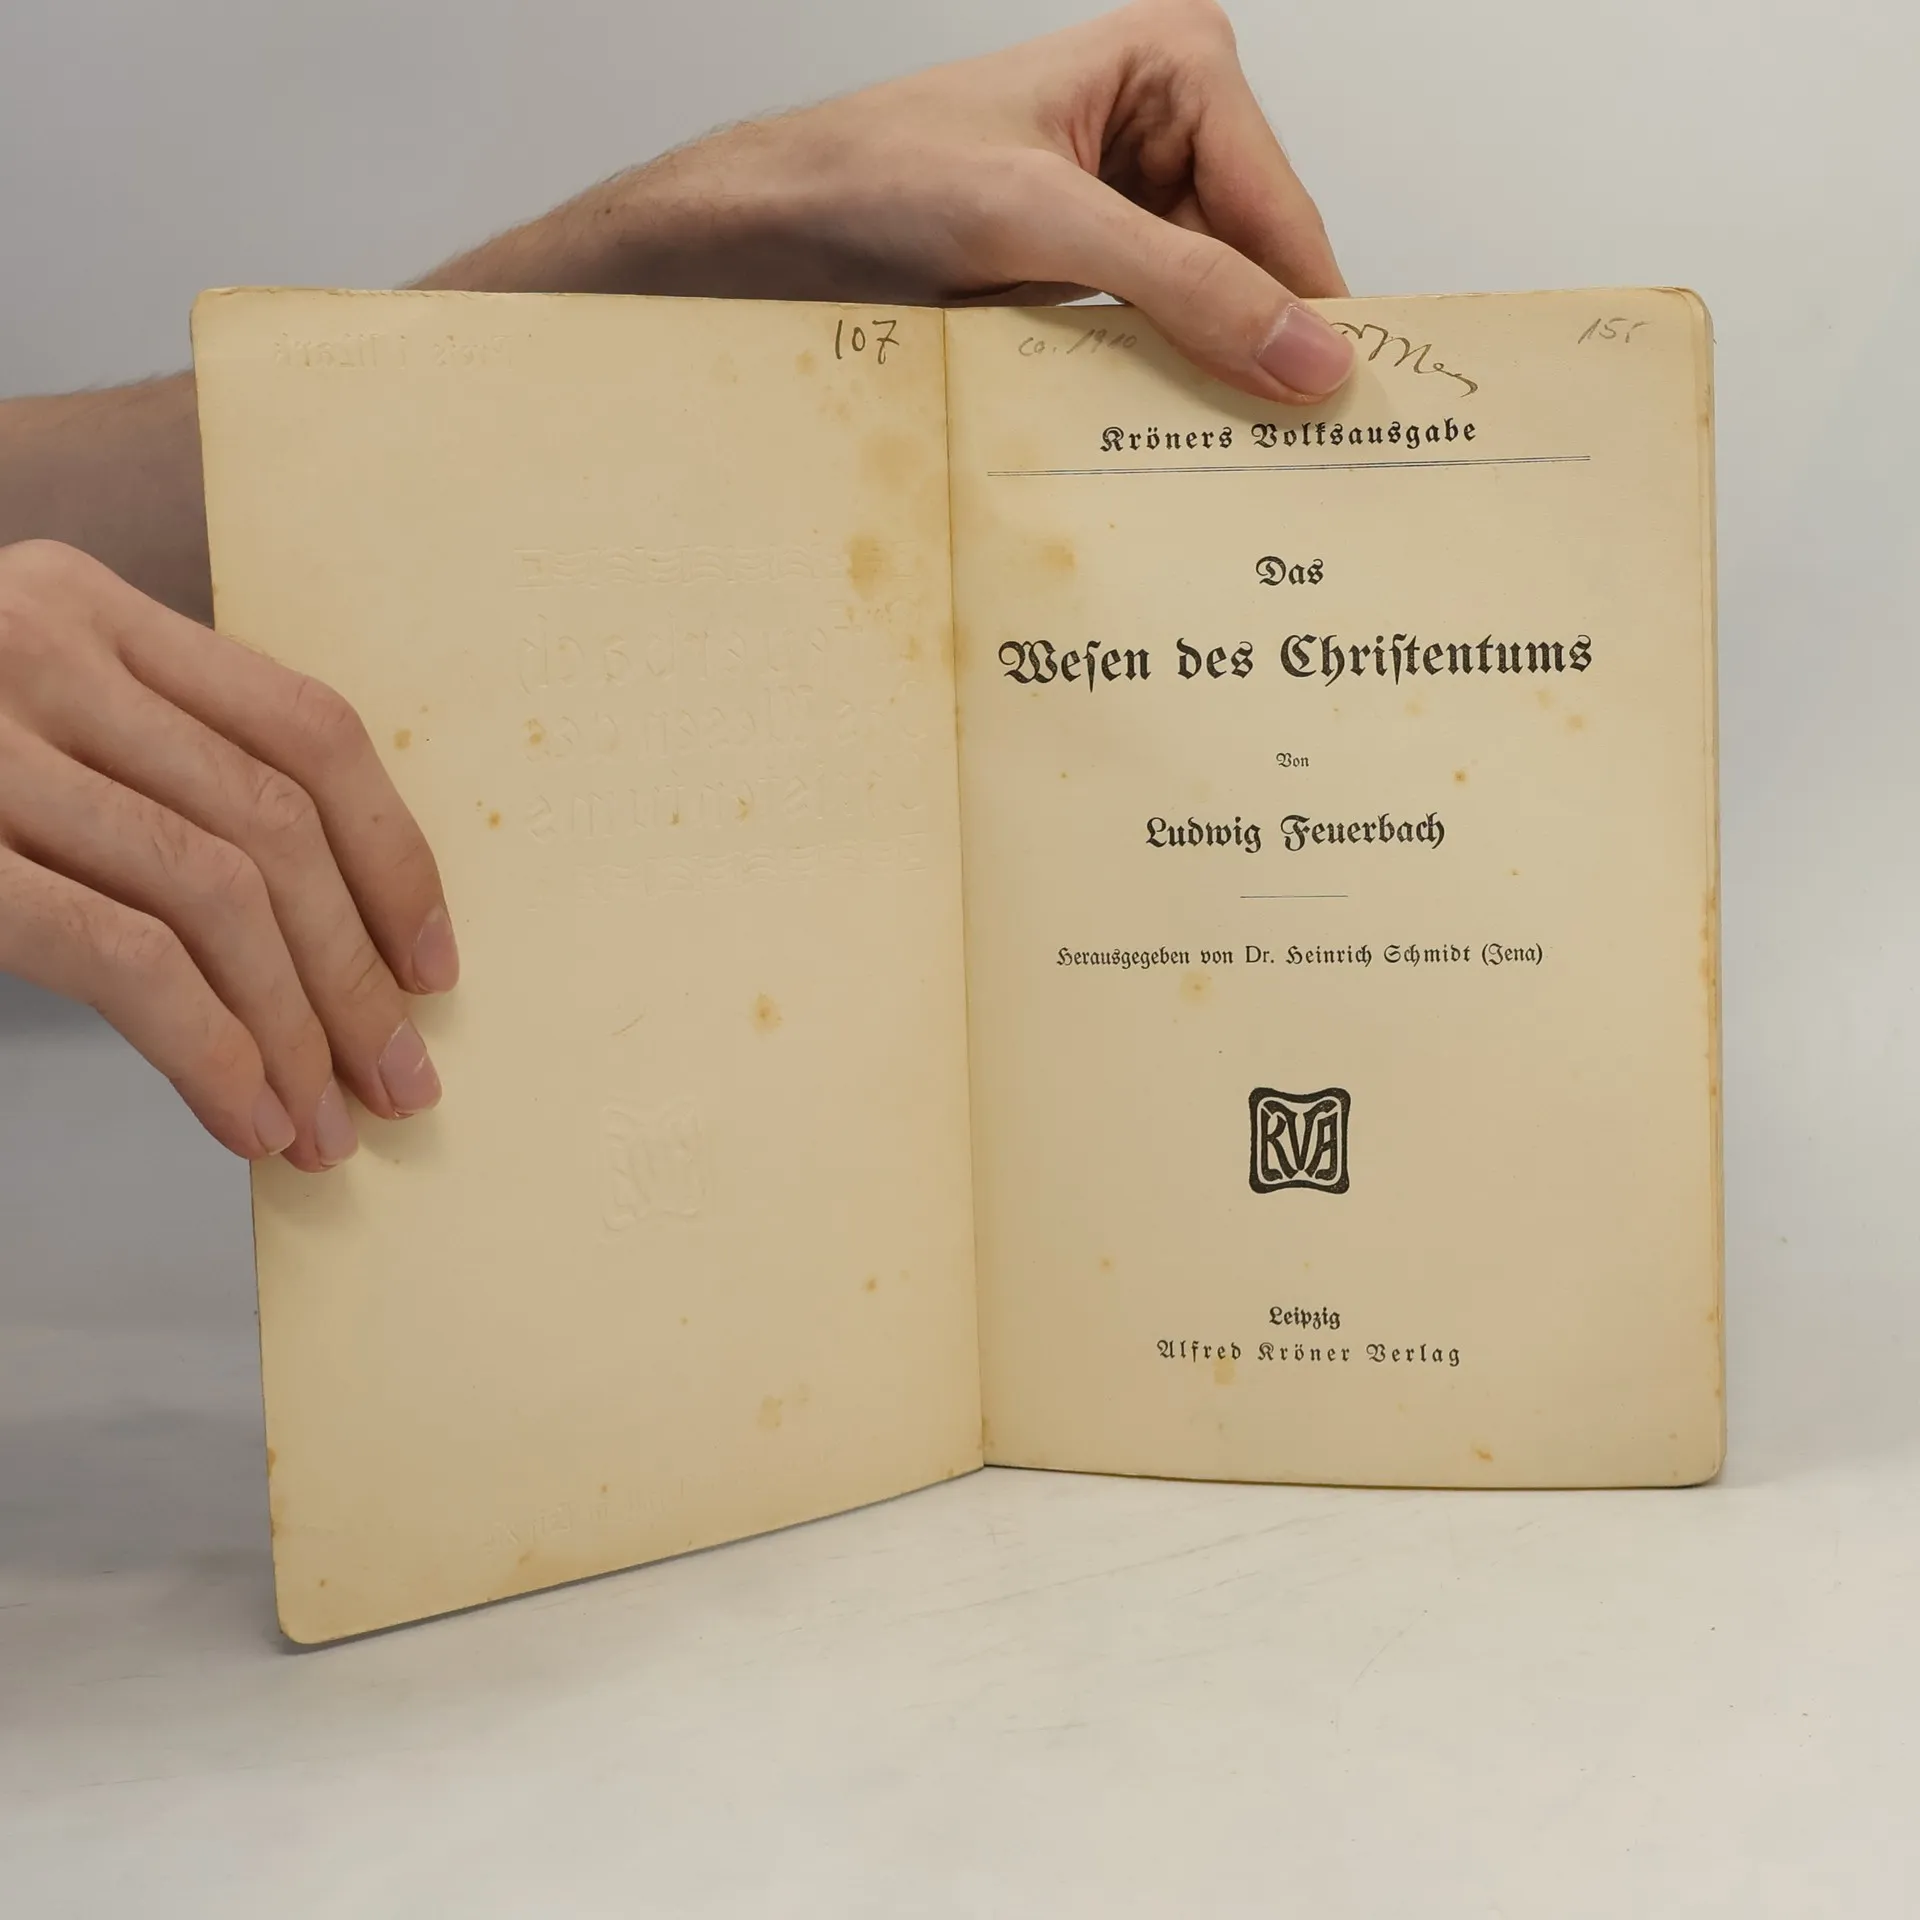 107
ca. 1910
15,-
Kröners Volksausgabe
Das
Weſen des Chriſtentums
Von
Ludwig Feuerbach
Herausgegeben von Dr. Heinrich Schmidt (Jena)
KVA
Leipzig
Alfred Kröner Verlag